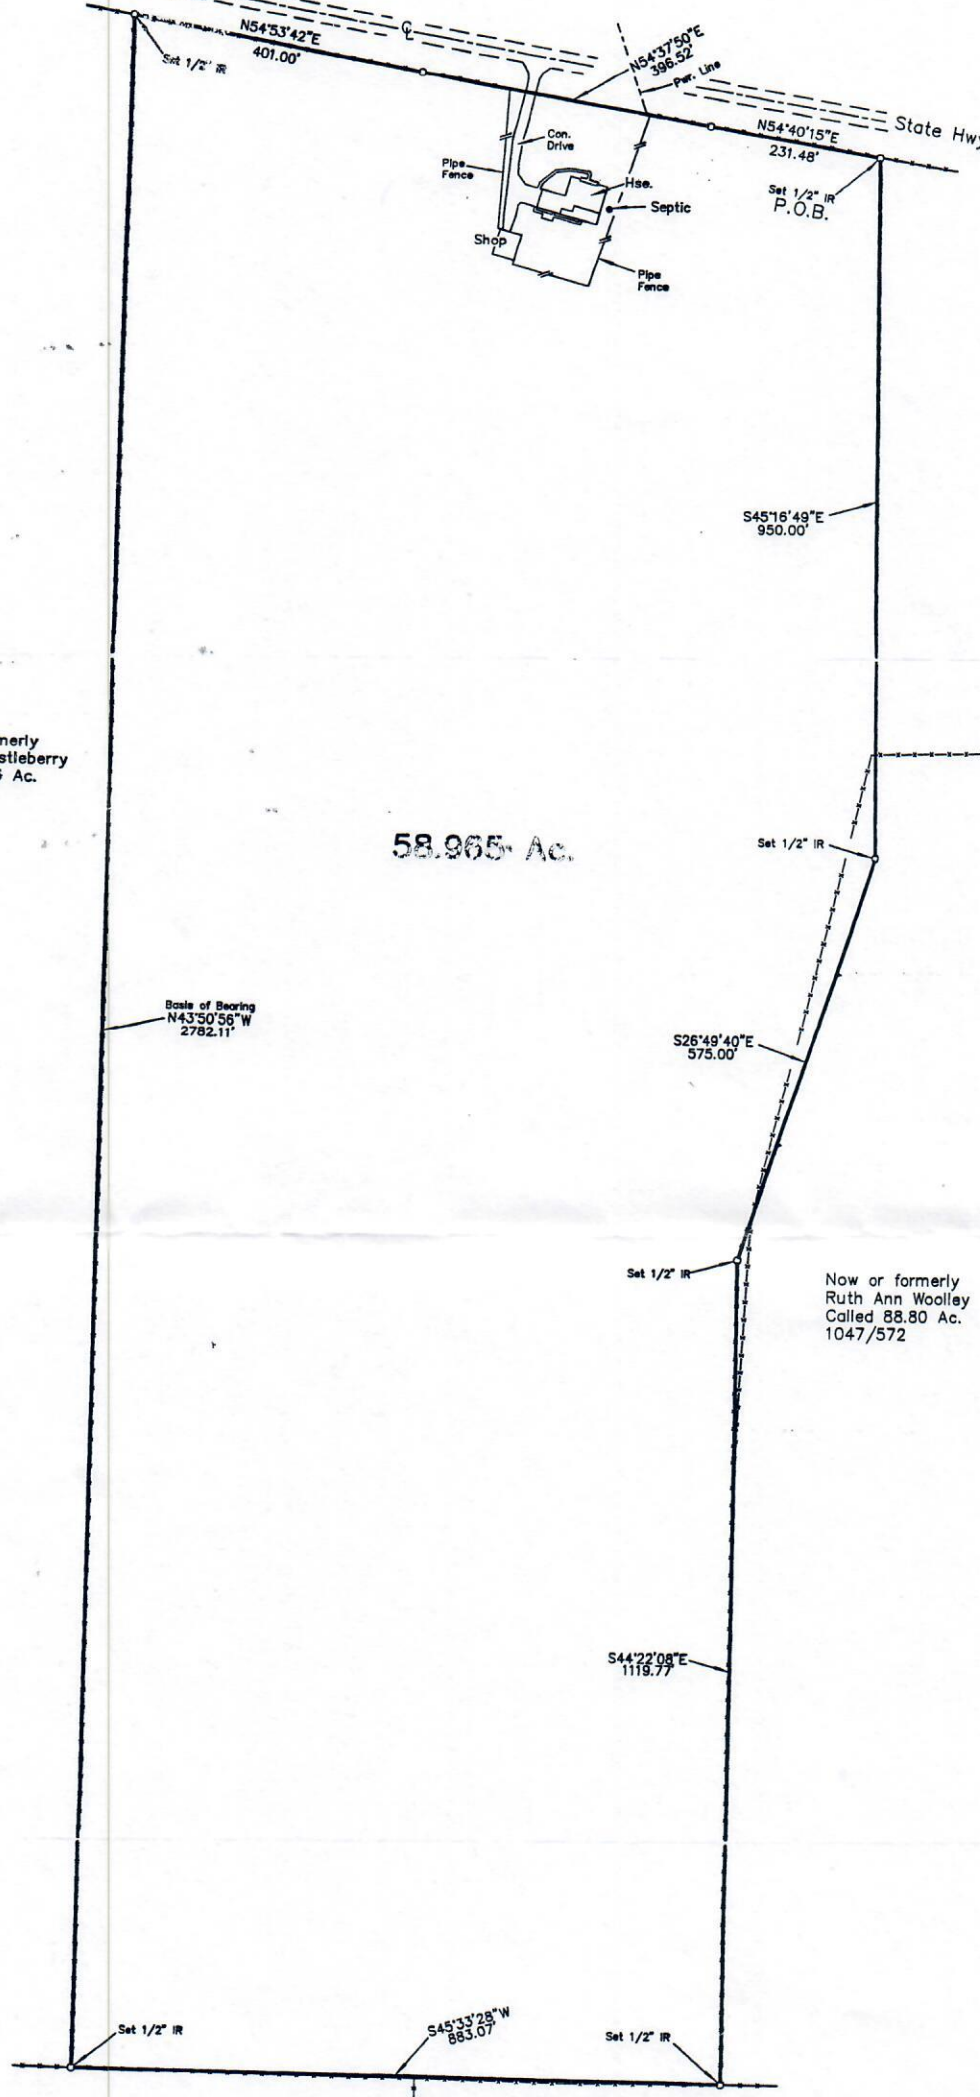 N54°53'42"E
401.00'
Set 1/2" IR
℄
N54°37'50"E
396.52'
Pwr. Line
N54°40'15"E
231.48'
State Hwy
Set 1/2" IR
P.O.B.
Con.
Drive
Pipe
Fence
Hse.
Septic
Shop
Pipe
Fence
S45°16'49"E
950.00'
Ac.
58.965 Ac.
Set 1/2" IR
Basis of Bearing
N43°50'56"W
2782.11'
S26°49'40"E
575.00'
Set 1/2" IR
Now or formerly
Ruth Ann Woolley
Called 88.80 Ac.
1047/572
S44°22'08"E
1119.77'
Set 1/2" IR
S45°33'28"W
883.07'
Set 1/2" IR